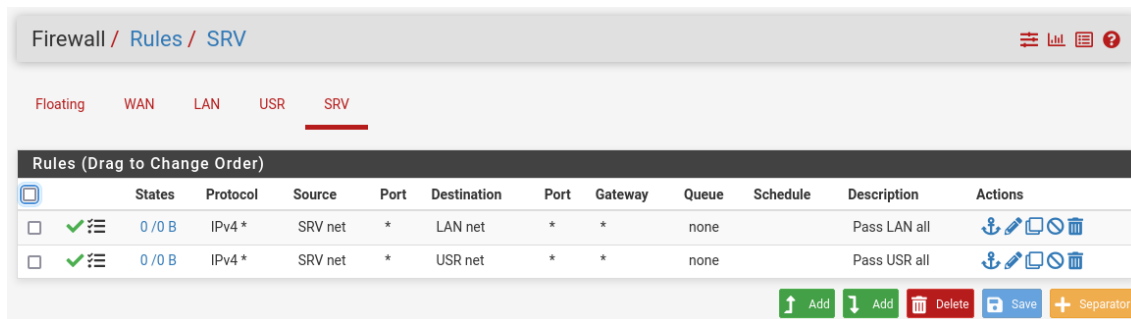 Firewall / Rules / SRV
Floating WAN LAN USR SRV
Rules (Drag to Change Order)
States Protocol Source Port Destination Port Gateway Queue Schedule Description Actions
0 /0 B IPv4 * SRV net * LAN net * * none Pass LAN all
0 /0 B IPv4 * SRV net * USR net * * none Pass USR all
Add Add Delete Save Separator